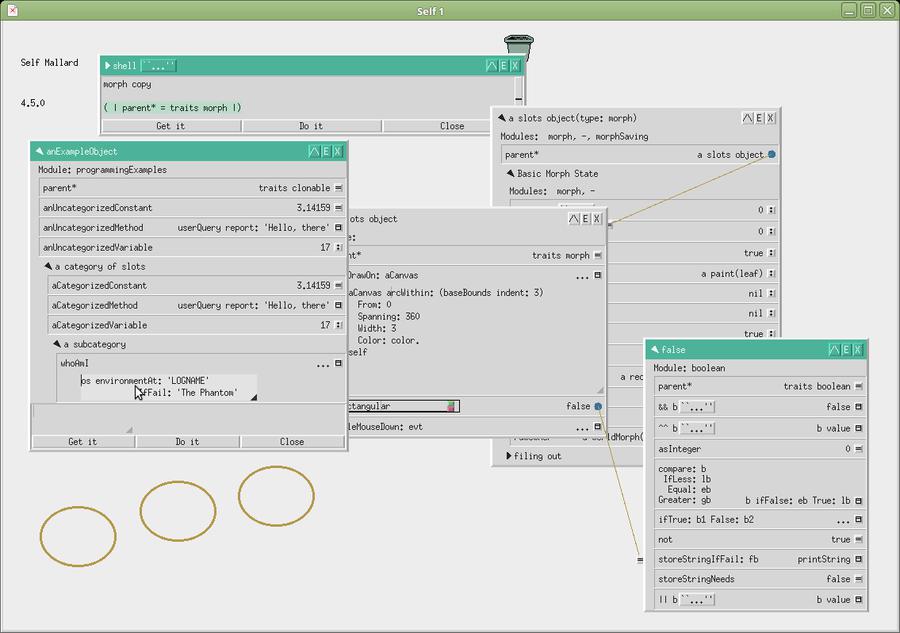 Self 1
Self Mallard
4.5.0
shell ``...''
morph copy
( | parent* = traits morph |)
Get it Do it Close
a slots object(type: morph)
Modules: morph, -, morphSaving
parent* a slots object
Basic Morph State
Modules: morph, -
0
0
true
a paint(leaf)
nil
nil
true
a rec
filing out
anExampleObject
Module: programmingExamples
parent* traits clonable
anUncategorizedConstant 3.14159
anUncategorizedMethod userQuery report: 'Hello, there'
anUncategorizedVariable 17
a category of slots
aCategorizedConstant 3.14159
aCategorizedMethod userQuery report: 'Hello, there'
aCategorizedVariable 17
a subcategory
whoAmI ...
os environmentAt: 'LOGNAME'
IfFail: 'The Phantom'
Get it Do it Close
ots object
e:
nt* traits morph
DrawOn: aCanvas ...
aCanvas arcWithin: (baseBounds indent: 3)
From: 0
Spanning: 360
Width: 3
Color: color.
self
ctangular false
leMouseDown: evt ...
false
Module: boolean
parent* traits boolean
&& b ``...'' false
^^ b ``...'' b value
asInteger 0
compare: b
IfLess: lb
Equal: eb
Greater: gb b ifFalse: eb True: lb
ifTrue: b1 False: b2 ...
not true
storeStringIfFail: fb printString
storeStringNeeds false
|| b ``...'' b value